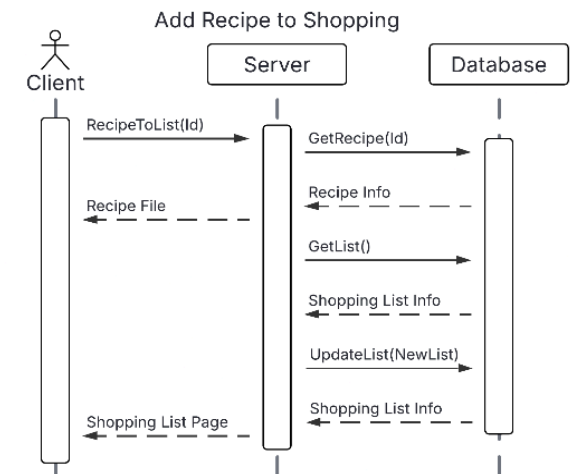 Add Recipe to Shopping
Client
Server
Database
RecipeToList(Id)
GetRecipe(Id)
Recipe Info
Recipe File
GetList()
Shopping List Info
UpdateList(NewList)
Shopping List Info
Shopping List Page